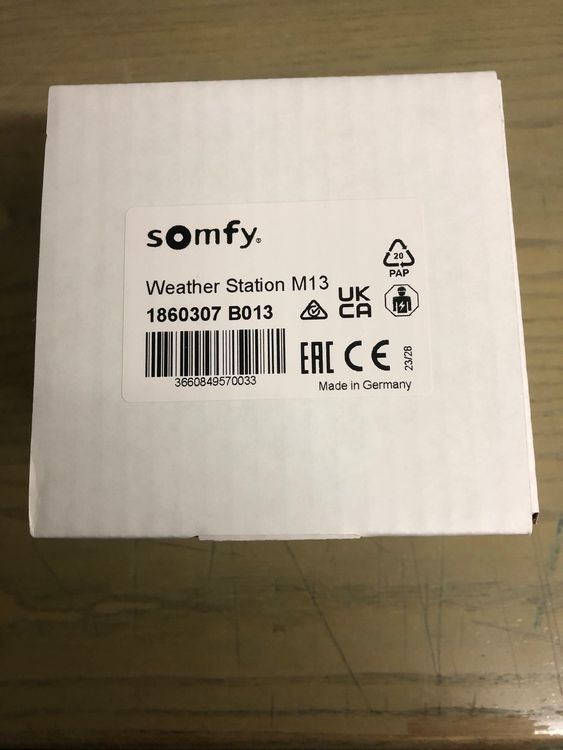 somfy®
20
PAP
Weather Station M13
1860307 B013
UK
CA
3660849570033
EAC CE
23/28
Made in Germany